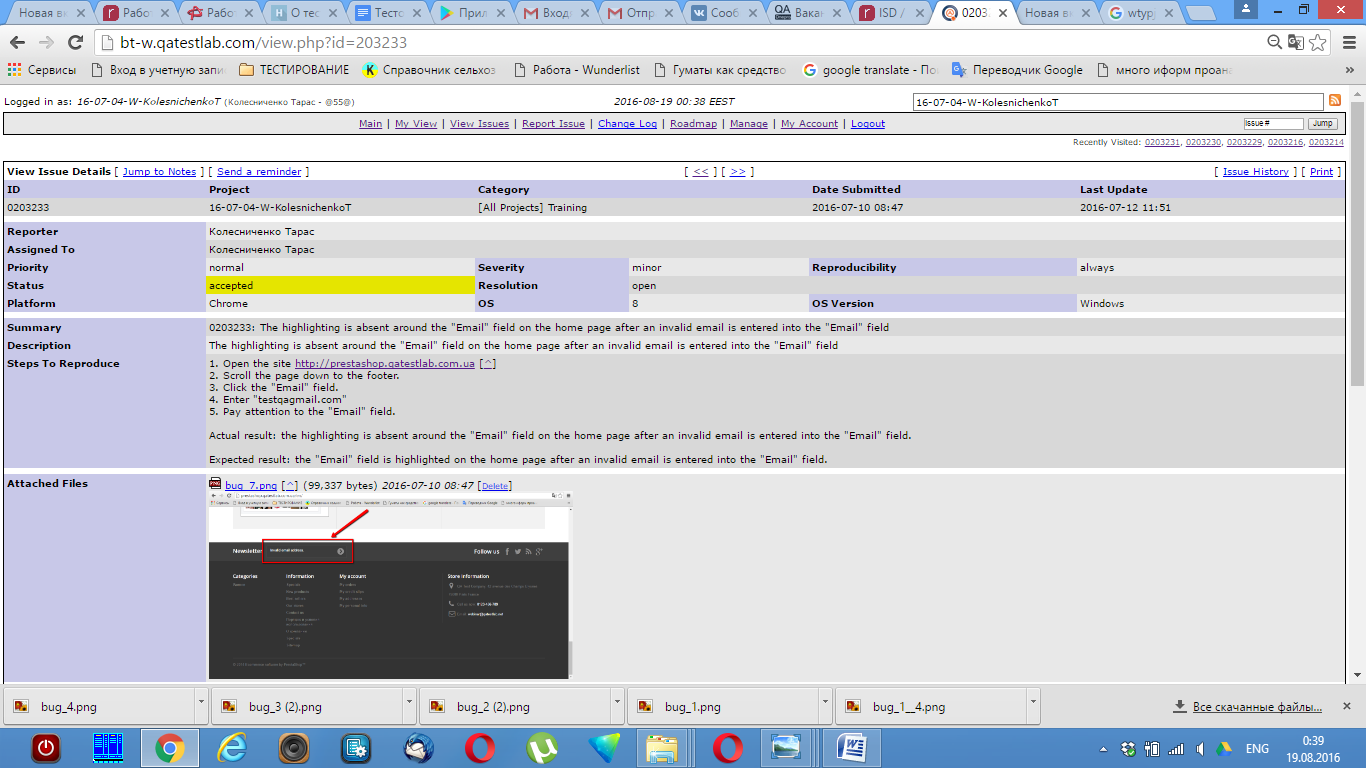 Новая вк
Работ
Работ
О тес
Тесто
Прил
Входя
Отпр
Сооб
Вакан
ISD
0203
Новая вк
wtyp
bt-w.qatestlab.com/view.php?id=203233
Сервисы
Вход в учетную запи
ТЕСТИРОВАНИЕ
Справочник сельхоз
Работа - Wunderlist
Гуматы как средство
google translate - По
Переводчик Google
много иформ проана
»
Logged in as: 16-07-04-W-KolesnichenkoT (Колесниченко Тарас - @55@)
2016-08-19 00:38 EEST
16-07-04-W-KolesnichenkoT
Main | My View | View Issues | Report Issue | Change Log | Roadmap | Manage | My Account | Logout
Issue # Jump
Recently Visited: 0203231, 0203230, 0203229, 0203216, 0203214
View Issue Details [ Jump to Notes ] [ Send a reminder ] [ << ] [ >> ] [ Issue History ] [ Print ]
ID Project Category Date Submitted Last Update
0203233 16-07-04-W-KolesnichenkoT [All Projects] Training 2016-07-10 08:47 2016-07-12 11:51
Reporter Колесниченко Тарас
Assigned To Колесниченко Тарас
Priority normal Severity minor Reproducibility always
Status accepted Resolution open
Platform Chrome OS 8 OS Version Windows
Summary 0203233: The highlighting is absent around the "Email" field on the home page after an invalid email is entered into the "Email" field
Description The highlighting is absent around the "Email" field on the home page after an invalid email is entered into the "Email" field
Steps To Reproduce 1. Open the site http://prestashop.qatestlab.com.ua [^]
2. Scroll the page down to the footer.
3. Click the "Email" field.
4. Enter "testqagmail.com"
5. Pay attention to the "Email" field.
Actual result: the highlighting is absent around the "Email" field on the home page after an invalid email is entered into the "Email" field.
Expected result: the "Email" field is highlighted on the home page after an invalid email is entered into the "Email" field.
Attached Files bug_7.png [^] (99,337 bytes) 2016-07-10 08:47 [Delete]
Newsletter Invalid email address. Follow us
Categories Information My account Store Information
bug_4.png
bug_3 (2).png
bug_2 (2).png
bug_1.png
bug_1__4.png
Все скачанные файлы...
ENG
0:39
19.08.2016